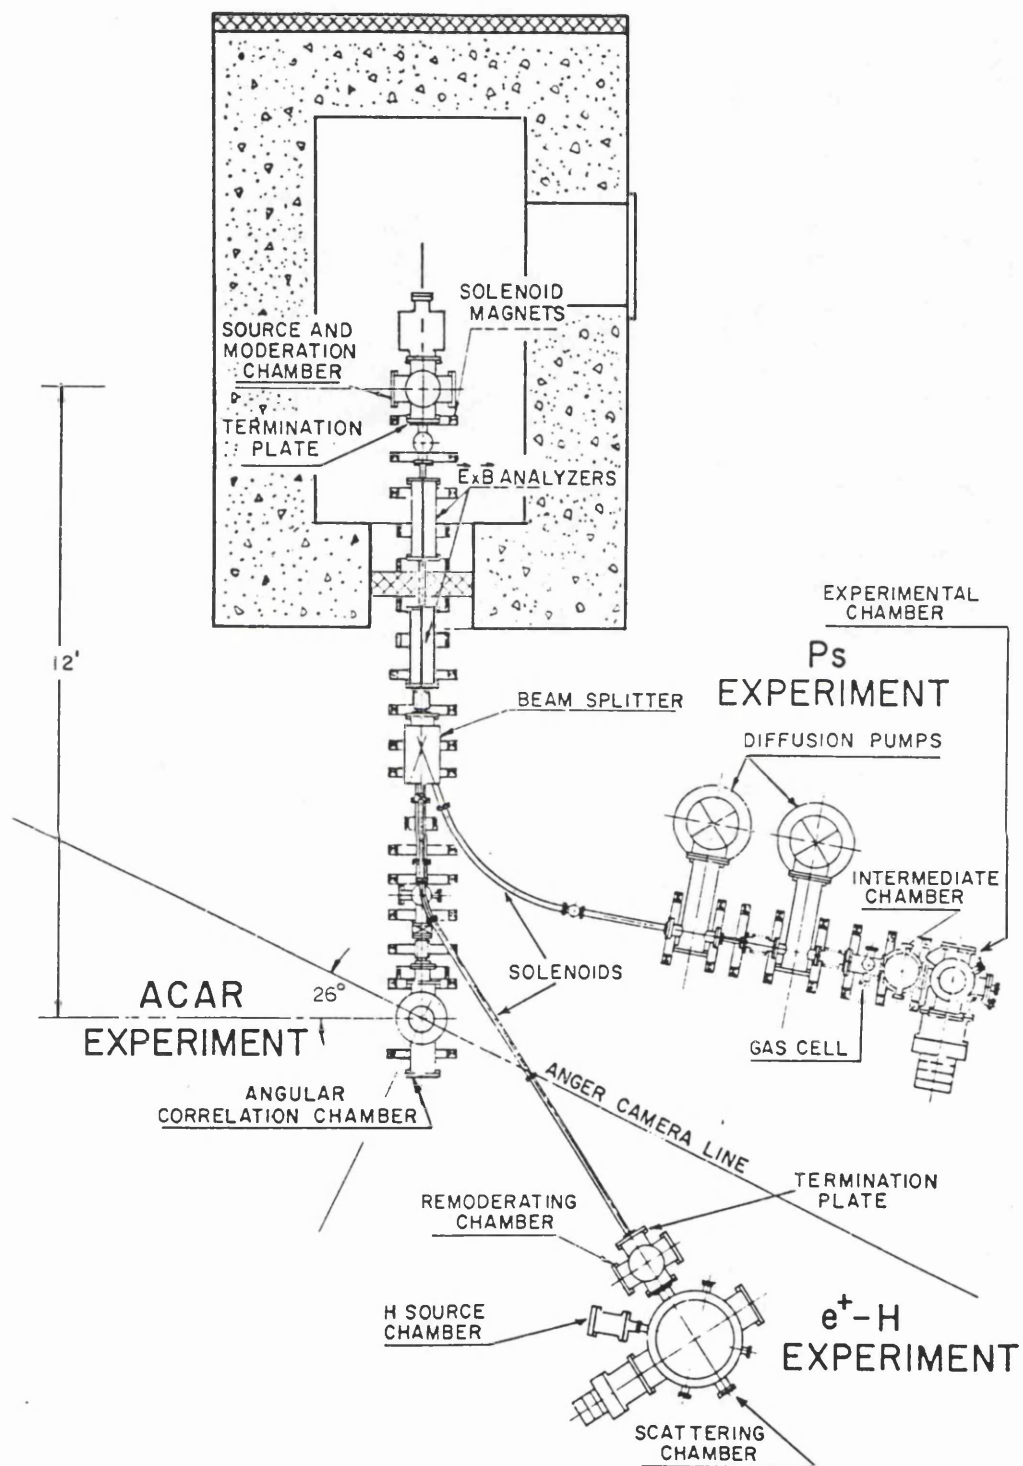 SOLENOID
MAGNETS
SOURCE AND
MODERATION
CHAMBER
TERMINATION
PLATE
ExB ANALYZERS
EXPERIMENTAL
CHAMBER
12'
Ps
EXPERIMENT
BEAM SPLITTER
DIFFUSION PUMPS
INTERMEDIATE
CHAMBER
SOLENOIDS
26°
ACAR
EXPERIMENT
GAS CELL
ANGULAR
CORRELATION CHAMBER
ANGER CAMERA LINE
TERMINATION
PLATE
REMODERATING
CHAMBER
H SOURCE
CHAMBER
e⁺-H
EXPERIMENT
SCATTERING
CHAMBER